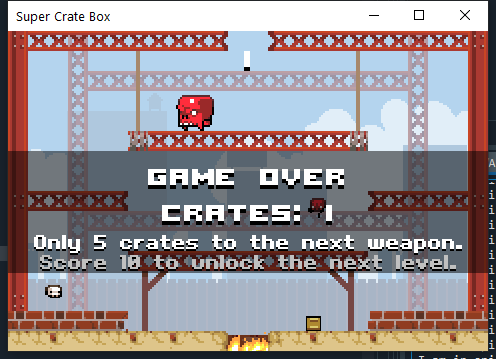 Super Crate Box
GAME OVER
CRATES: 1
Only 5 crates to the next weapon.
Score 10 to unlock the next level.